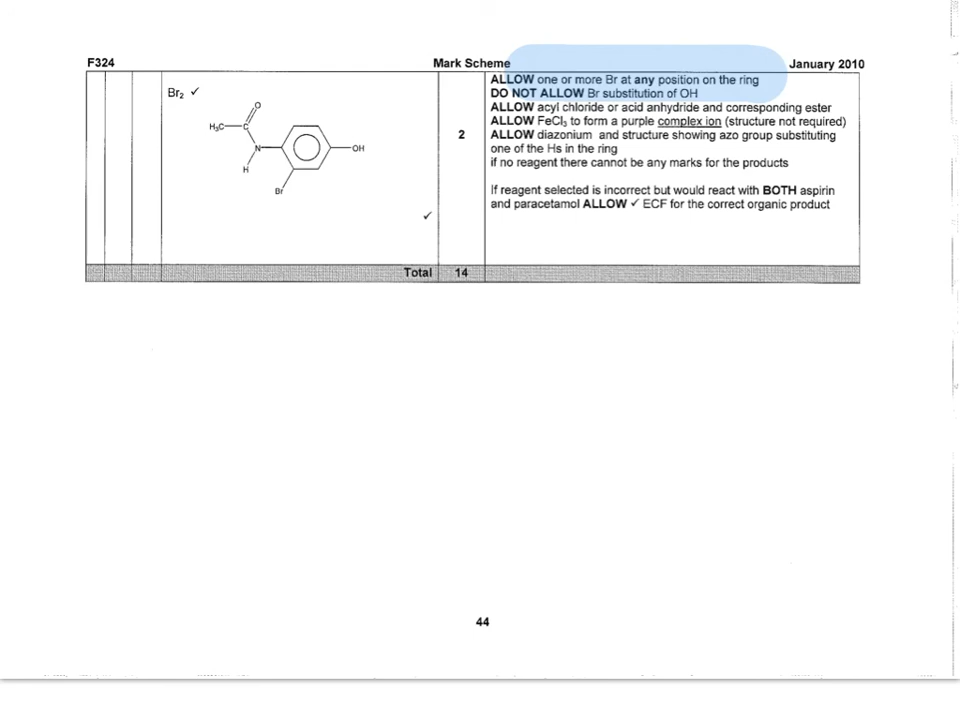 F324 Mark Scheme January 2010
Br₂ ✓
O
H₃C C
N OH
H
Br
✓
2
ALLOW one or more Br at any position on the ring
DO NOT ALLOW Br substitution of OH
ALLOW acyl chloride or acid anhydride and corresponding ester
ALLOW FeCl₃ to form a purple complex ion (structure not required)
ALLOW diazonium and structure showing azo group substituting
one of the Hs in the ring
if no reagent there cannot be any marks for the products
If reagent selected is incorrect but would react with BOTH aspirin
and paracetamol ALLOW ✓ ECF for the correct organic product
Total 14
44